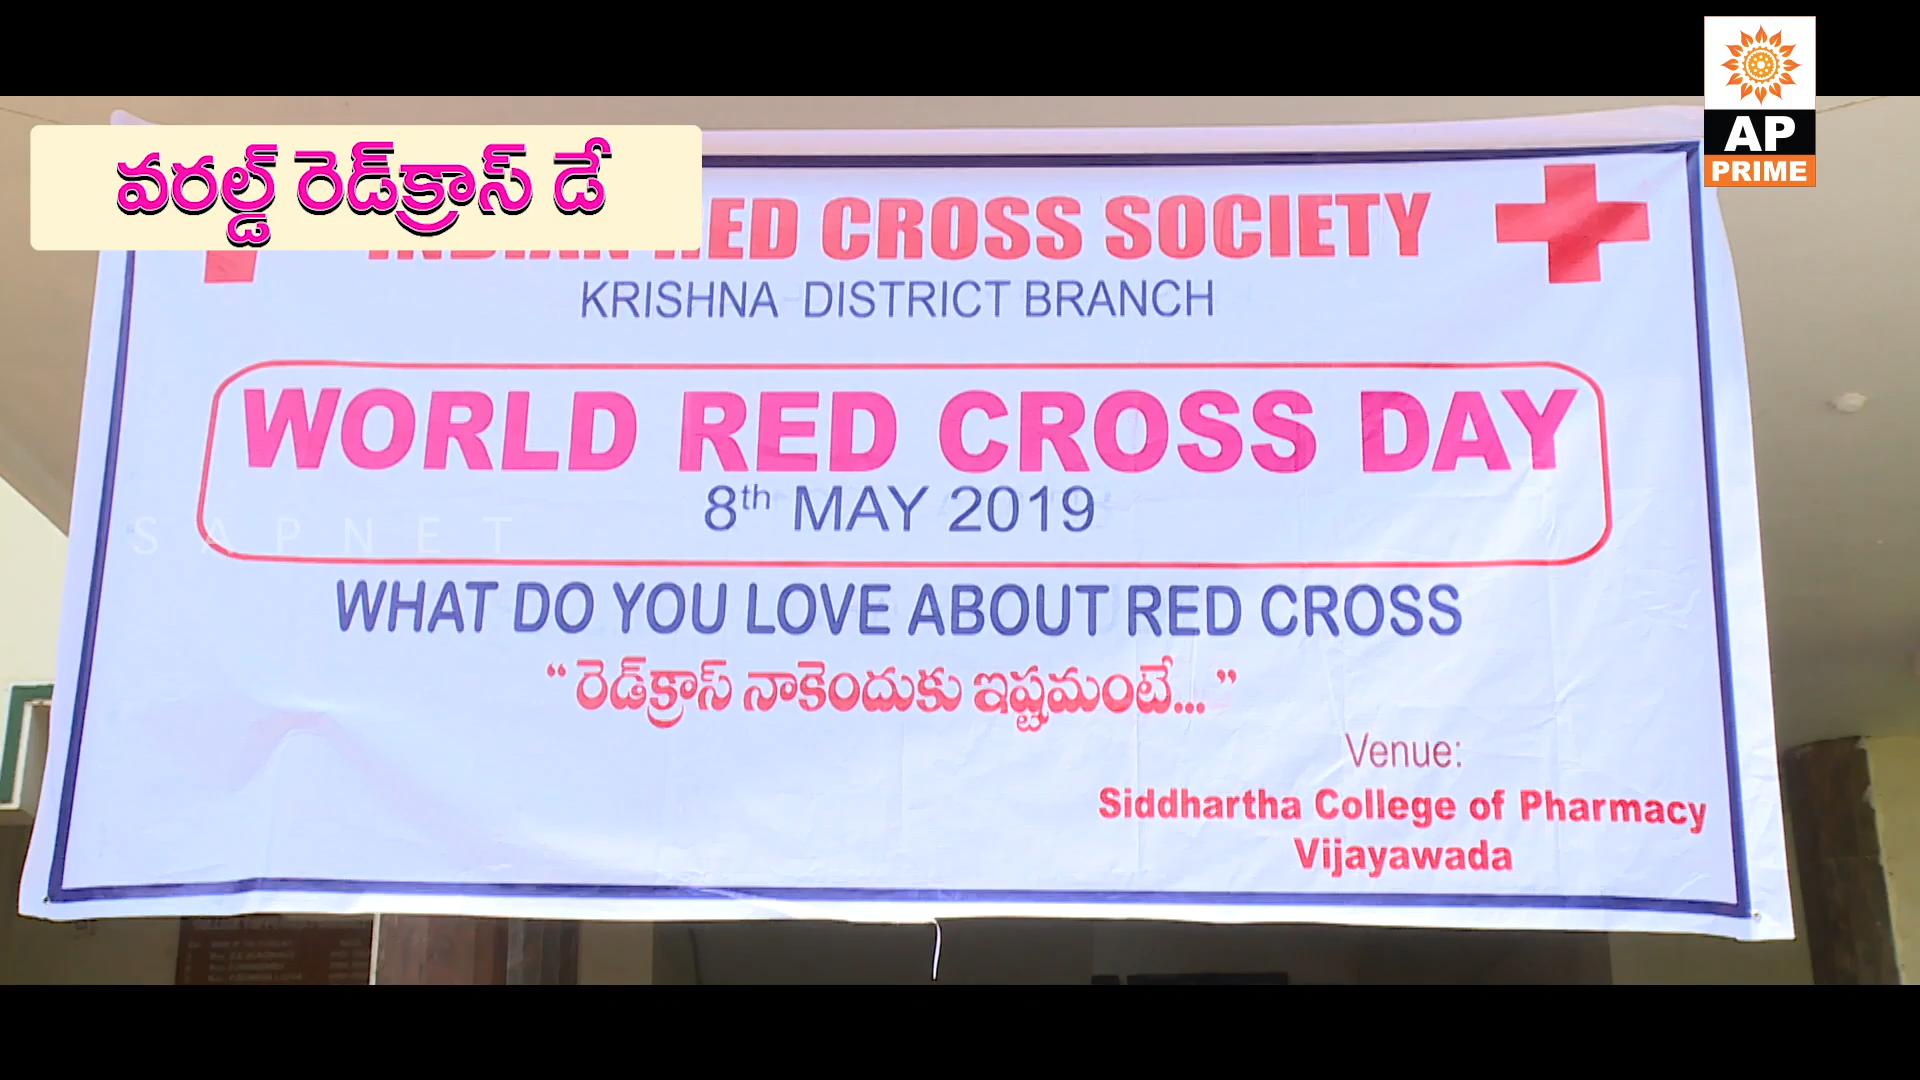 AP
PRIME
వరల్డ్ రెడ్‌క్రాస్ డే
INDIAN RED CROSS SOCIETY
KRISHNA DISTRICT BRANCH
WORLD RED CROSS DAY
8th MAY 2019
SAPNET
WHAT DO YOU LOVE ABOUT RED CROSS
“రెడ్‌క్రాస్ నాకెందుకు ఇష్టమంటే...”
Venue:
Siddhartha College of Pharmacy
Vijayawada